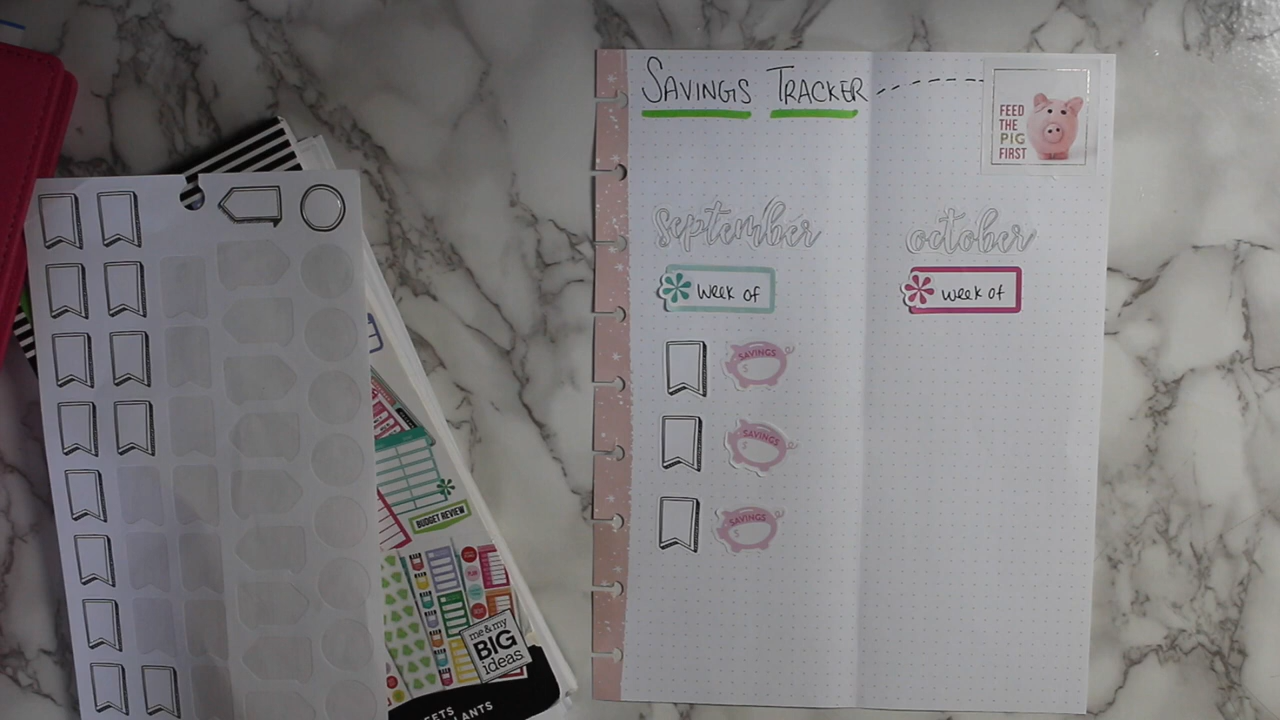 SAVINGS TRACKER
FEED
THE
PIG
FIRST
september
october
week of
week of
SAVINGS
$
SAVINGS
$
SAVINGS
$
BUDGET REVIEW
me & my
BIG
ideas